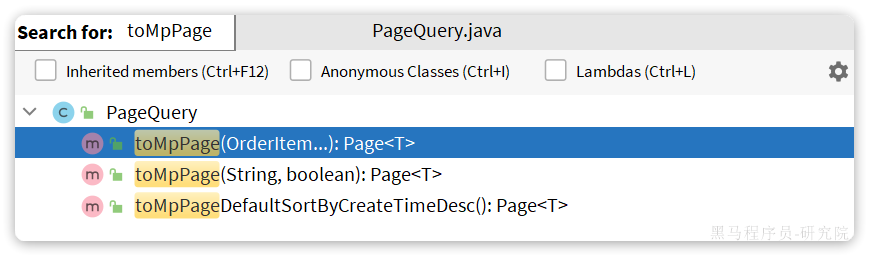 Search for: toMpPage PageQuery.java
Inherited members (Ctrl+F12) Anonymous Classes (Ctrl+I) Lambdas (Ctrl+L)
C PageQuery
m toMpPage(OrderItem...): Page<T>
m toMpPage(String, boolean): Page<T>
m toMpPageDefaultSortByCreateTimeDesc(): Page<T>
黑马程序员-研究院